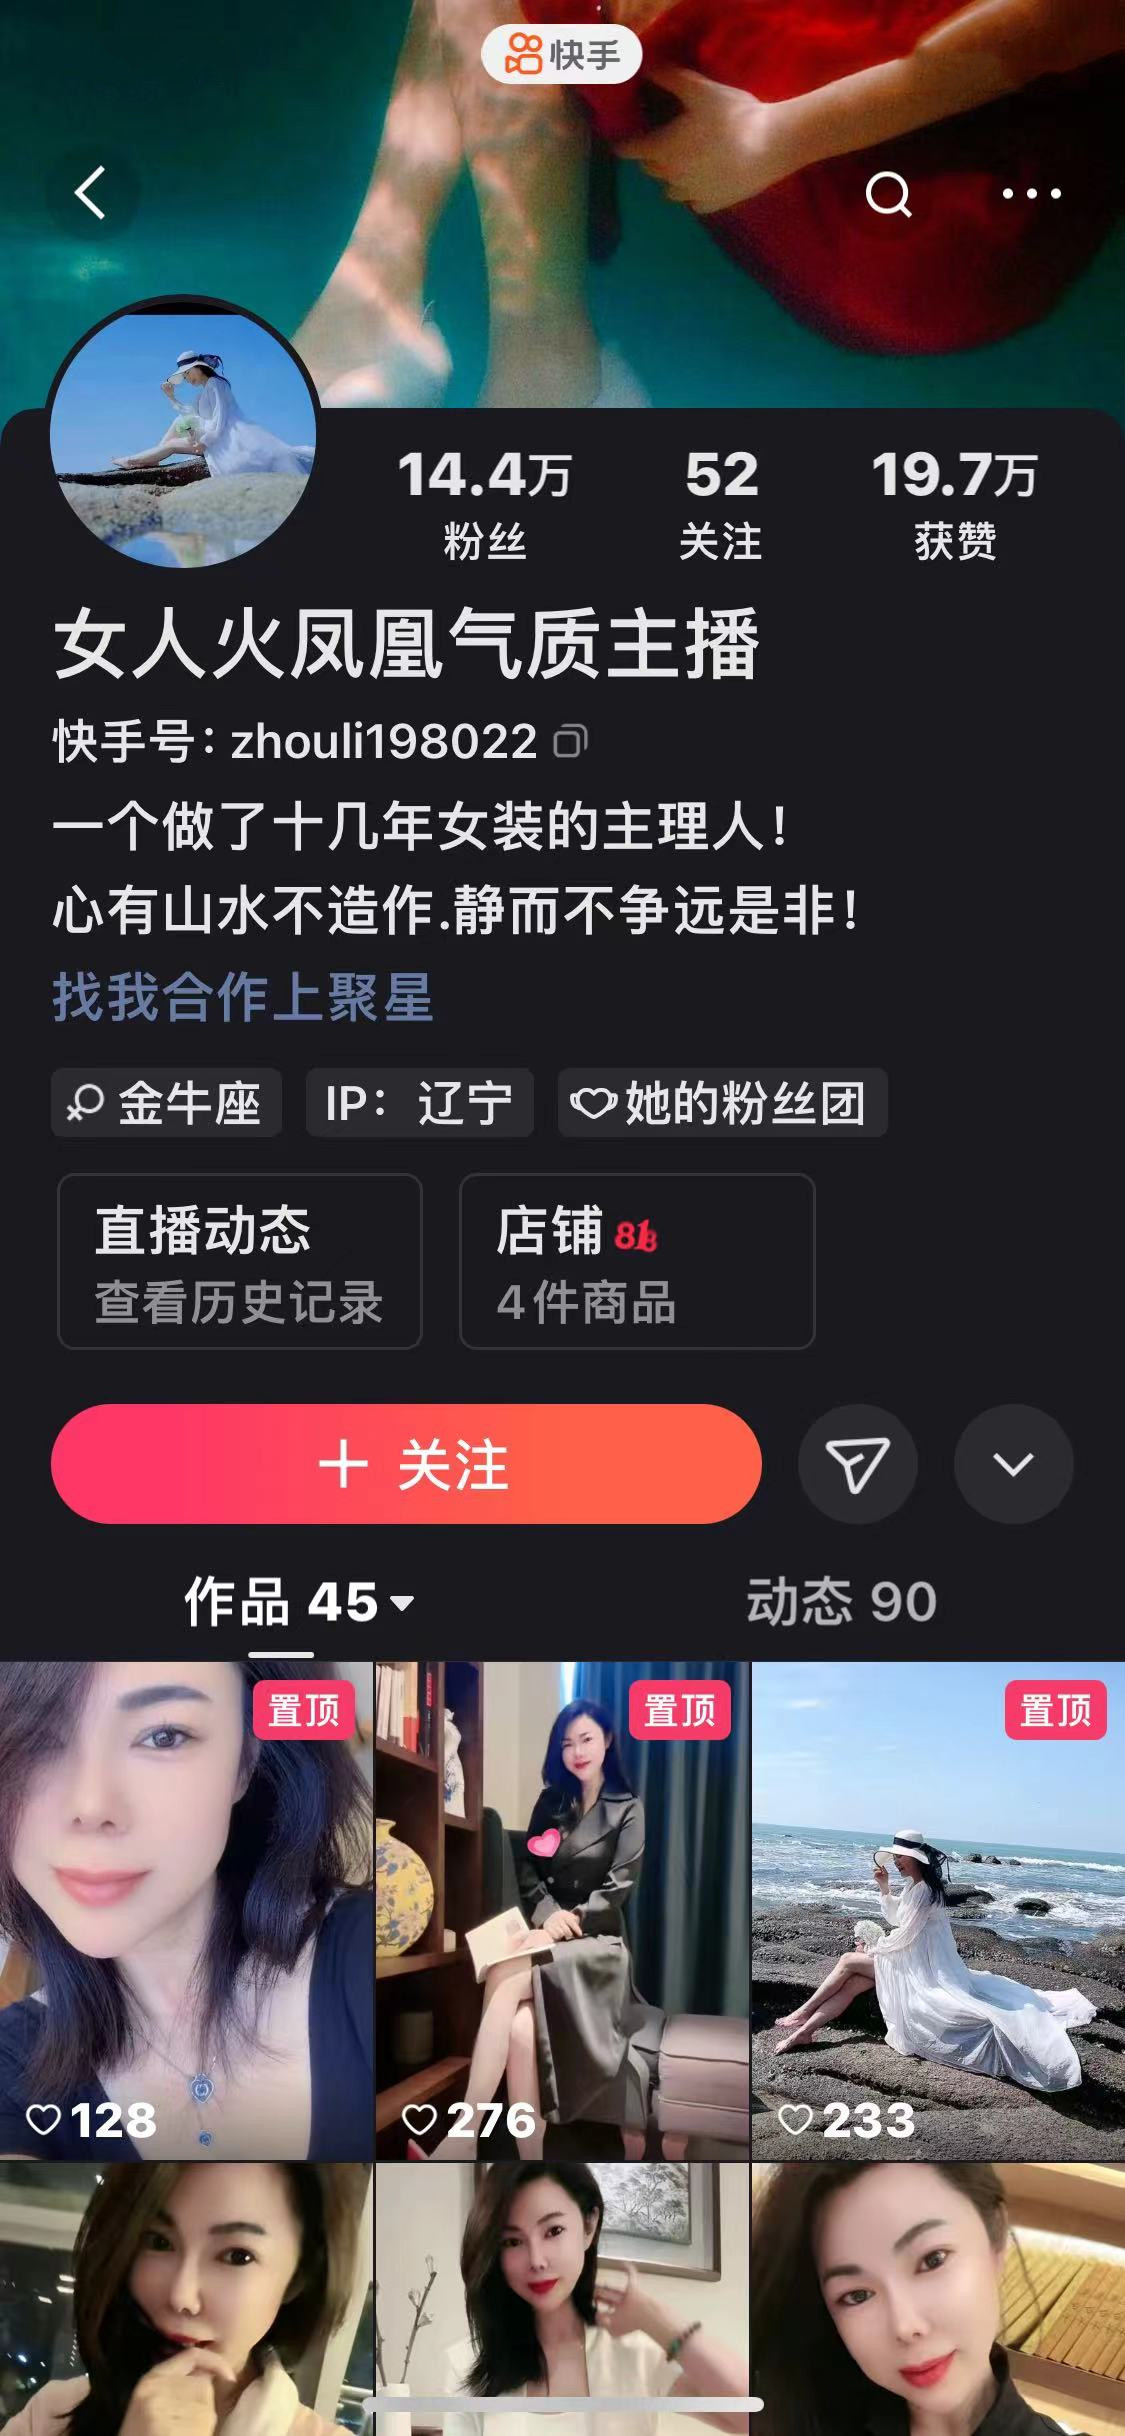 快手
14.4万
52
19.7万
粉丝
关注
获赞
女人火凤凰气质主播
快手号：zhouli198022
一个做了十几年女装的主理人！
心有山水不造作.静而不争远是非！
找我合作上聚星
金牛座
IP：辽宁
她的粉丝团
直播动态
查看历史记录
店铺 818
4件商品
关注
作品 45
动态 90
置顶
置顶
置顶
128
276
233